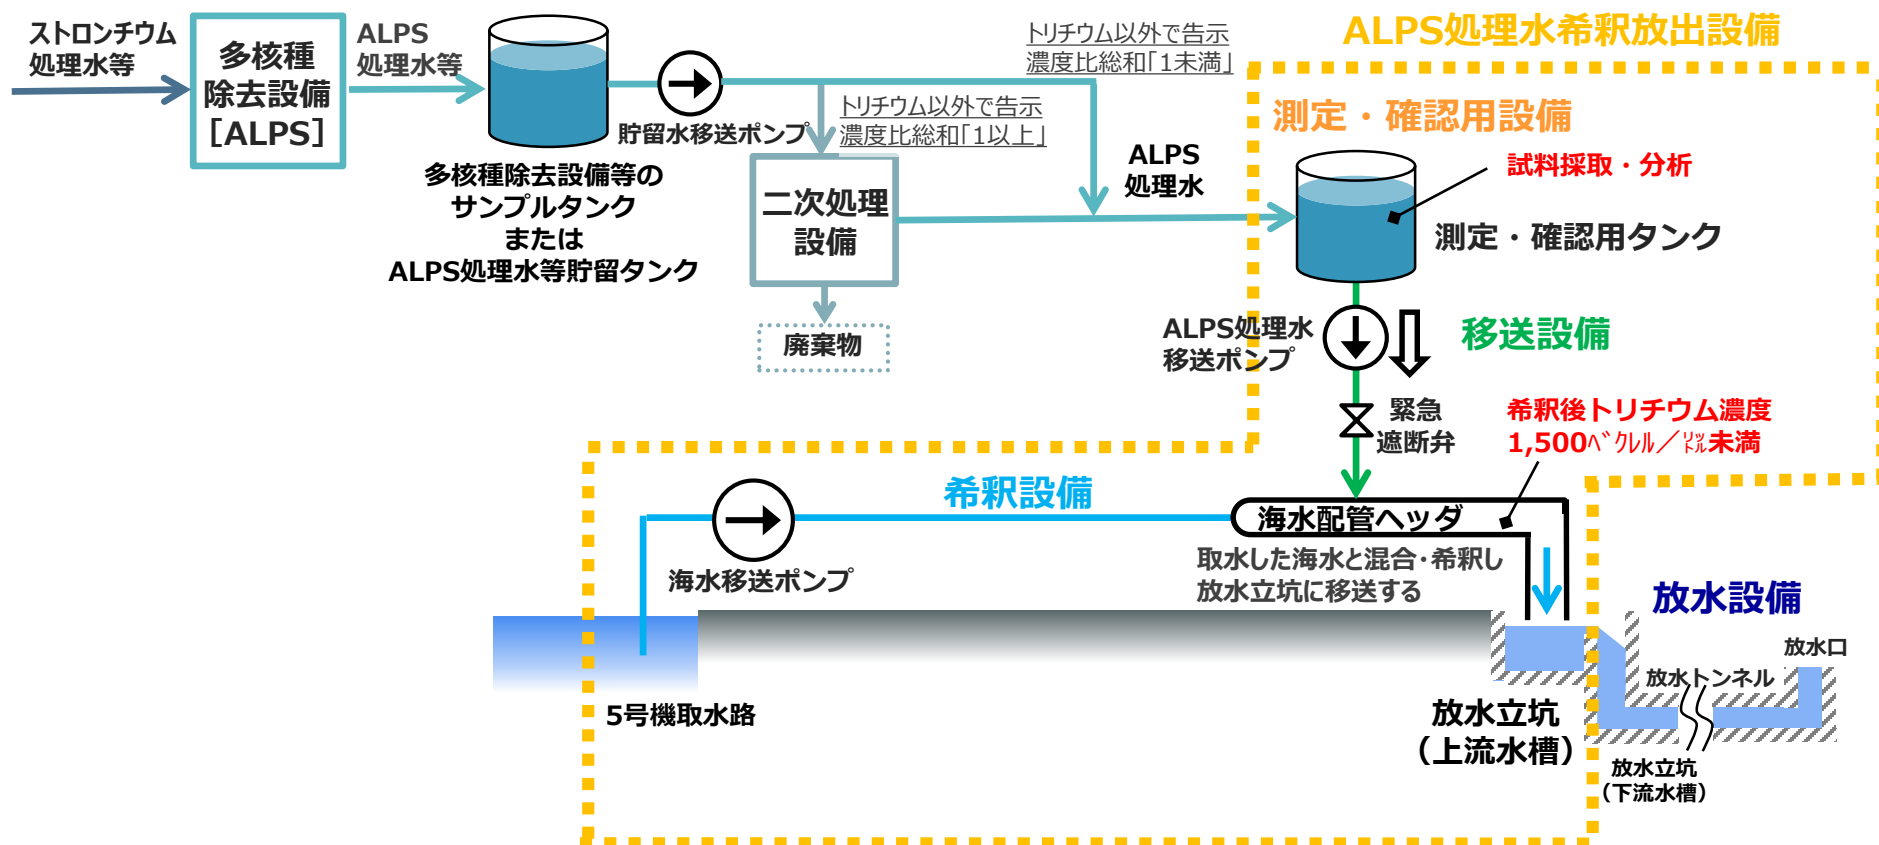 ストロンチウム
処理水等
多核種
除去設備
[ALPS]
ALPS
処理水等
多核種除去設備等の
サンプルタンク
または
ALPS処理水等貯留タンク
貯留水移送ポンプ
トリチウム以外で告示
濃度比総和｢1未満｣
トリチウム以外で告示
濃度比総和｢1以上｣
二次処理
設備
廃棄物
ALPS
処理水
ALPS処理水希釈放出設備
測定・確認用設備
試料採取・分析
測定・確認用タンク
ALPS処理水
移送ポンプ
移送設備
緊急
遮断弁
希釈後トリチウム濃度
1,500ﾍﾞｸﾚﾙ／㍑未満
希釈設備
海水移送ポンプ
海水配管ヘッダ
取水した海水と混合･希釈し
放水立坑に移送する
5号機取水路
放水立坑
（上流水槽）
放水設備
放水口
放水トンネル
放水立坑
（下流水槽）